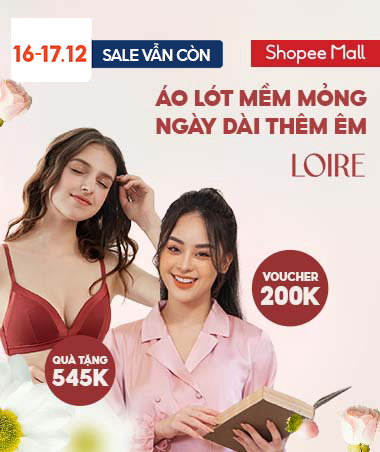 16-17.12 SALE VẪN CÒN Shopee Mall
ÁO LÓT MỀM MỎNG
NGÀY DÀI THÊM ÊM
LOIRE
VOUCHER
200K
QUÀ TẶNG
545K